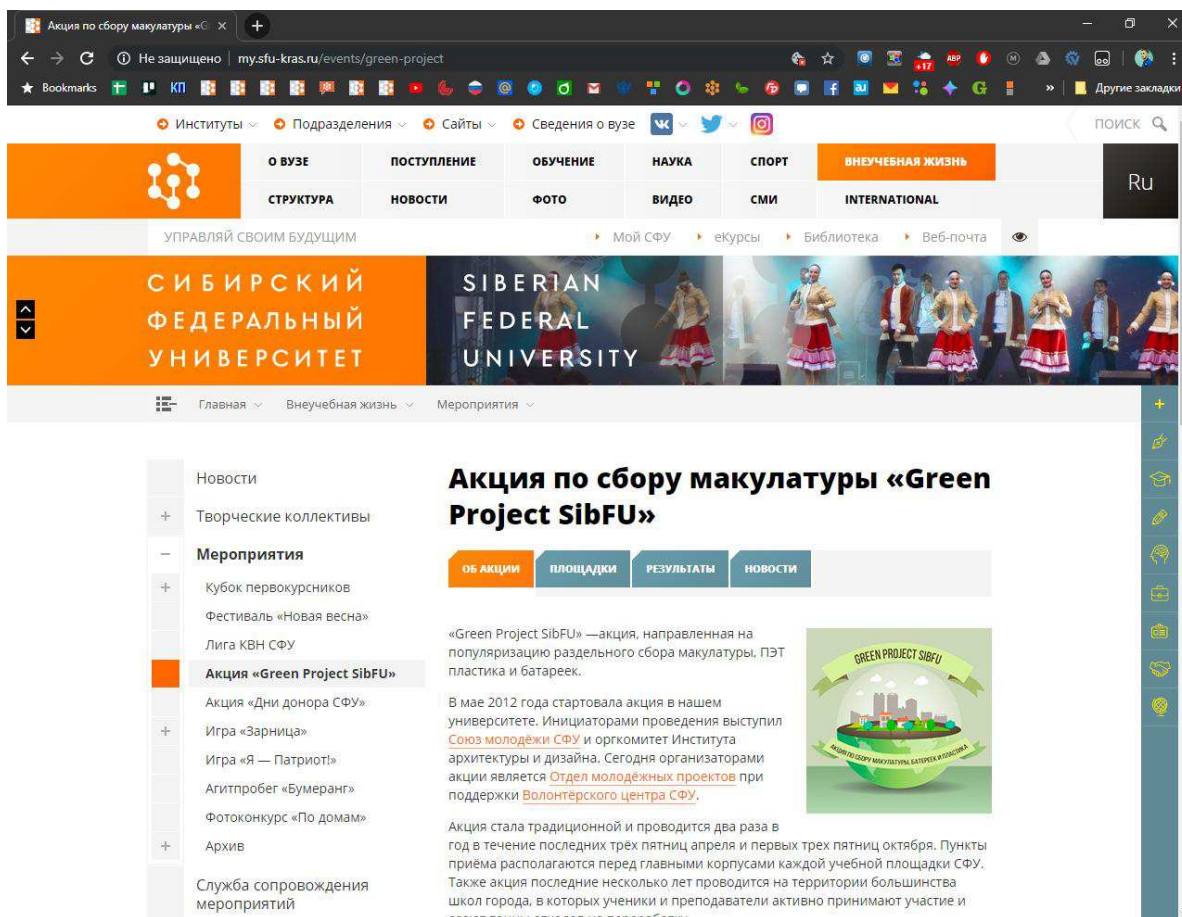 Акция по сбору макулатуры «G
Не защищено | my.sfu-kras.ru/events/green-project
+17
ABP
Bookmarks
КП
Другие закладки
Институты
Подразделения
Сайты
Сведения о вузе
ПОИСК
О ВУЗЕ
ПОСТУПЛЕНИЕ
ОБУЧЕНИЕ
НАУКА
СПОРТ
ВНЕУЧЕБНАЯ ЖИЗНЬ
Ru
СТРУКТУРА
НОВОСТИ
ФОТО
ВИДЕО
СМИ
INTERNATIONAL
УПРАВЛЯЙ СВОИМ БУДУЩИМ
Мой СФУ
еКурсы
Библиотека
Веб-почта
СИБИРСКИЙ
ФЕДЕРАЛЬНЫЙ
УНИВЕРСИТЕТ
SIBERIAN
FEDERAL
UNIVERSITY
Главная
Внеучебная жизнь
Мероприятия
Новости
Творческие коллективы
Мероприятия
Кубок первокурсников
Фестиваль «Новая весна»
Лига КВН СФУ
Акция «Green Project SibFU»
Акция «Дни донора СФУ»
Игра «Зарница»
Игра «Я — Патриот!»
Агитпробег «Бумеранг»
Фотоконкурс «По домам»
Архив
Служба сопровождения
мероприятий
Акция по сбору макулатуры «Green
Project SibFU»
ОБ АКЦИИ
ПЛОЩАДКИ
РЕЗУЛЬТАТЫ
НОВОСТИ
«Green Project SibFU» —акция, направленная на
популяризацию раздельного сбора макулатуры, ПЭТ
пластика и батареек.
В мае 2012 года стартовала акция в нашем
университете. Инициаторами проведения выступил
Союз молодёжи СФУ и оргкомитет Института
архитектуры и дизайна. Сегодня организаторами
акции является Отдел молодёжных проектов при
поддержки Волонтёрского центра СФУ.
GREEN PROJECT SIBFU
АКЦИЯ ПО СБОРУ МАКУЛАТУРЫ, БАТЕРЕЕК И ПЛАСТИКА
Акция стала традиционной и проводится два раза в
год в течение последних трёх пятниц апреля и первых трех пятниц октября. Пункты
приёма располагаются перед главными корпусами каждой учебной площадки СФУ.
Также акция последние несколько лет проводится на территории большинства
школ города, в которых ученики и преподаватели активно принимают участие и